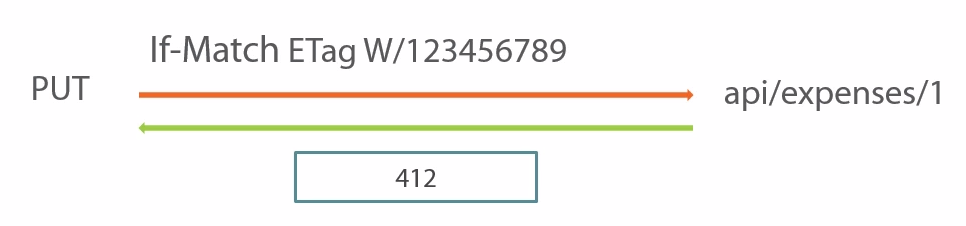 If-Match ETag W/123456789
PUT
api/expenses/1
412